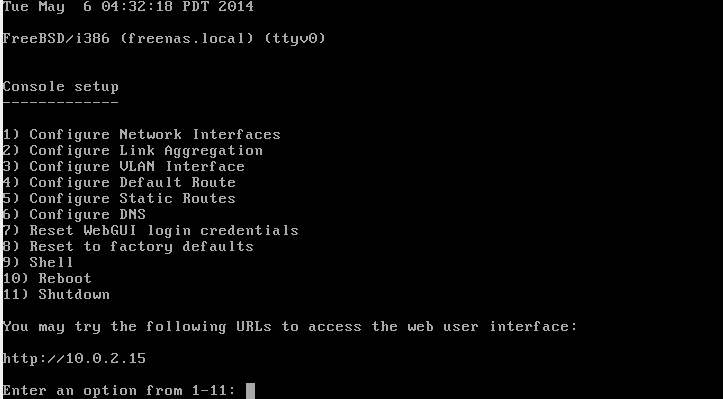 Tue May  6 04:32:18 PDT 2014
FreeBSD/i386 (freenas.local) (ttyv0)
Console setup
-------------
1) Configure Network Interfaces
2) Configure Link Aggregation
3) Configure VLAN Interface
4) Configure Default Route
5) Configure Static Routes
6) Configure DNS
7) Reset WebGUI login credentials
8) Reset to factory defaults
9) Shell
10) Reboot
11) Shutdown
You may try the following URLs to access the web user interface:
http://10.0.2.15
Enter an option from 1-11: